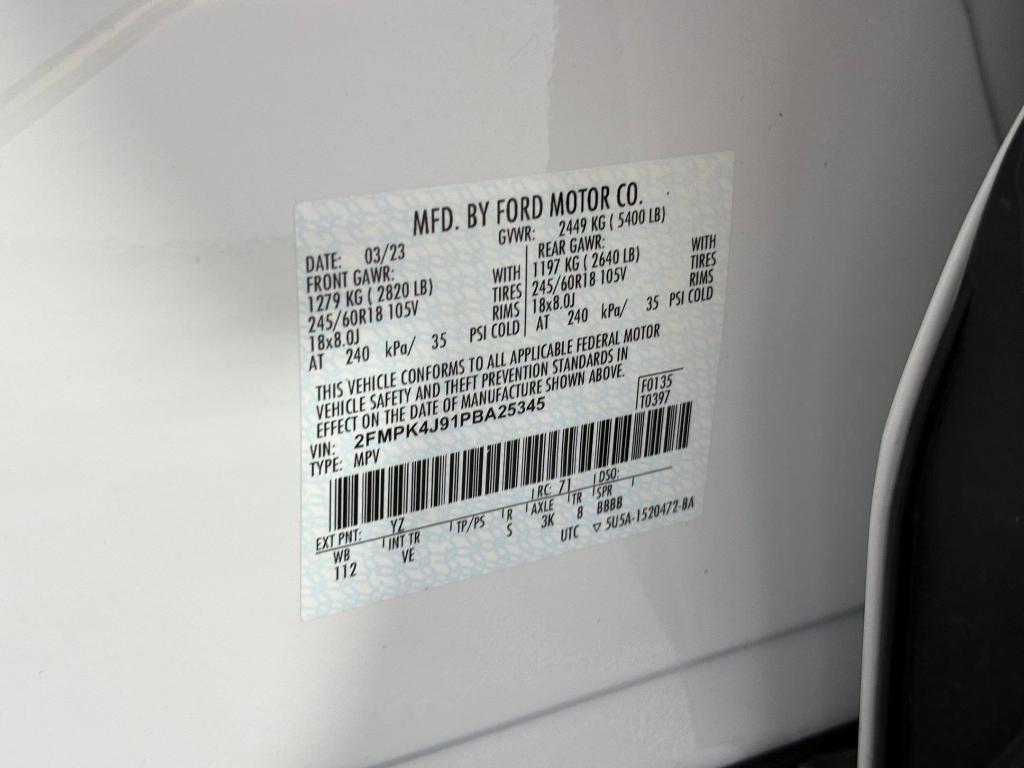 MFD. BY FORD MOTOR CO.
DATE: 03/23 GVWR: 2449 KG ( 5400 LB)
FRONT GAWR: WITH
1279 KG ( 2820 LB) TIRES
245/60R18 105V RIMS
18x8.0J
AT 240 kPa/ 35 PSI COLD
REAR GAWR: WITH
1197 KG ( 2640 LB) TIRES
245/60R18 105V RIMS
18x8.0J
AT 240 kPa/ 35 PSI COLD
THIS VEHICLE CONFORMS TO ALL APPLICABLE FEDERAL MOTOR
VEHICLE SAFETY AND THEFT PREVENTION STANDARDS IN
EFFECT ON THE DATE OF MANUFACTURE SHOWN ABOVE.
F0135
T0397
VIN: 2FMPK4J91PBA25345
TYPE: MPV
EXT PNT: YZ RC: 71 DSO:
WB INT TR TP/PS R AXLE TR SPR
112 VE S 3K 8 BBBB
UTC ▽ 5U5A-1520472-BA